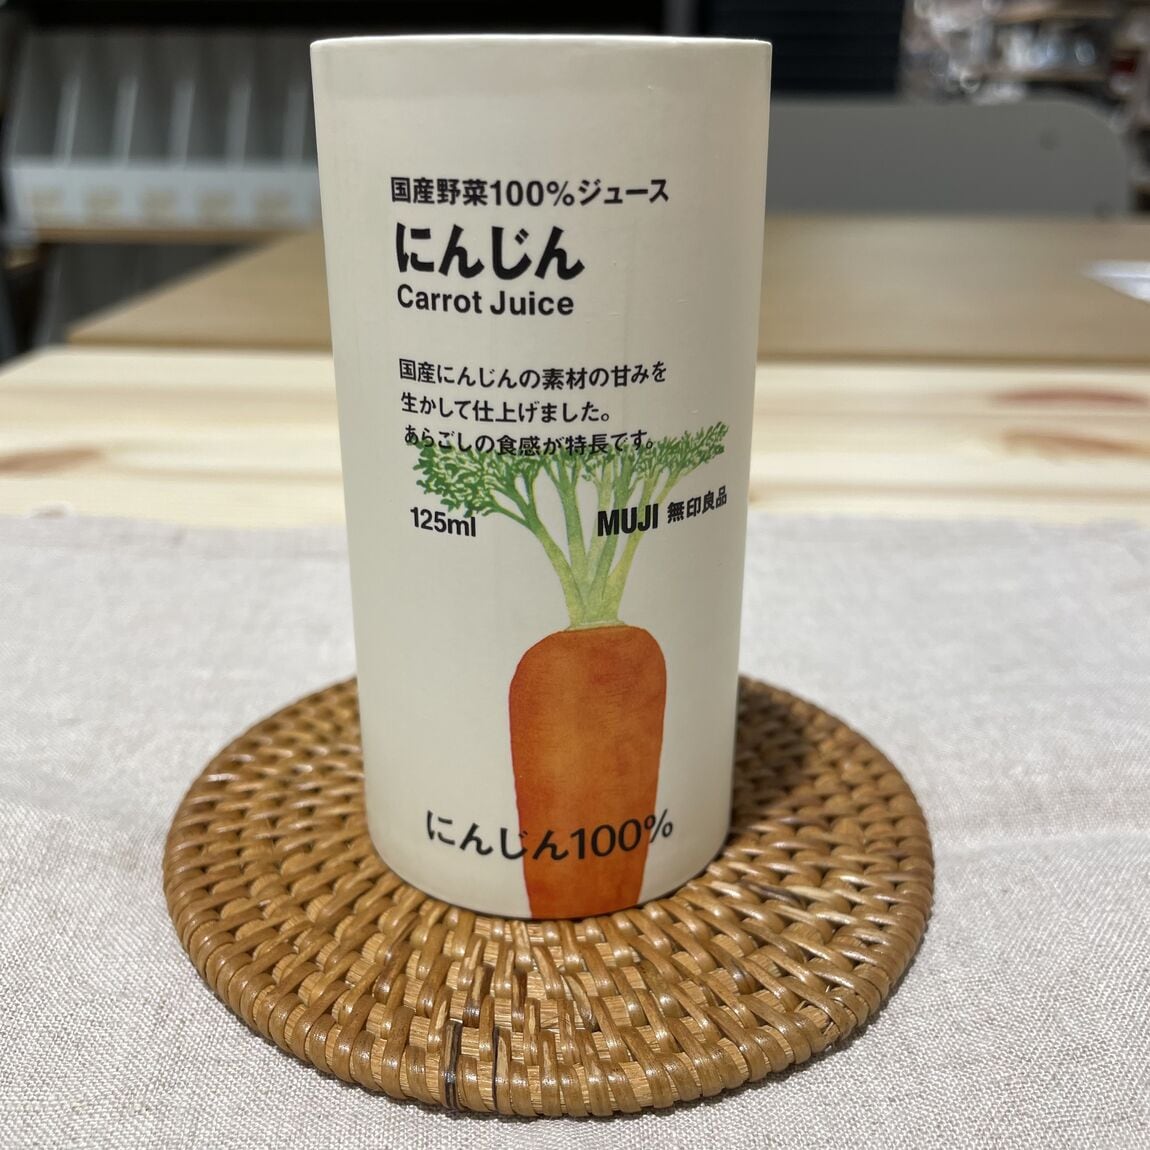 国産野菜100%ジュース
にんじん
Carrot Juice
国産にんじんの素材の甘みを
生かして仕上げました。
あらごしの食感が特長です。
125ml
MUJI 無印良品
にんじん100%